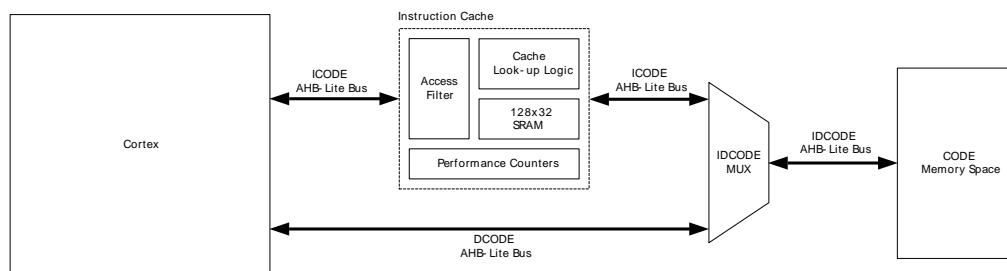 Instruction Cache
Cortex
ICODE
AHB-Lite Bus
Access
Filter
Cache
Look-up Logic
128x32
SRAM
Performance Counters
ICODE
AHB-Lite Bus
IDCODE
MUX
IDCODE
AHB-Lite Bus
CODE
Memory Space
DCODE
AHB-Lite Bus